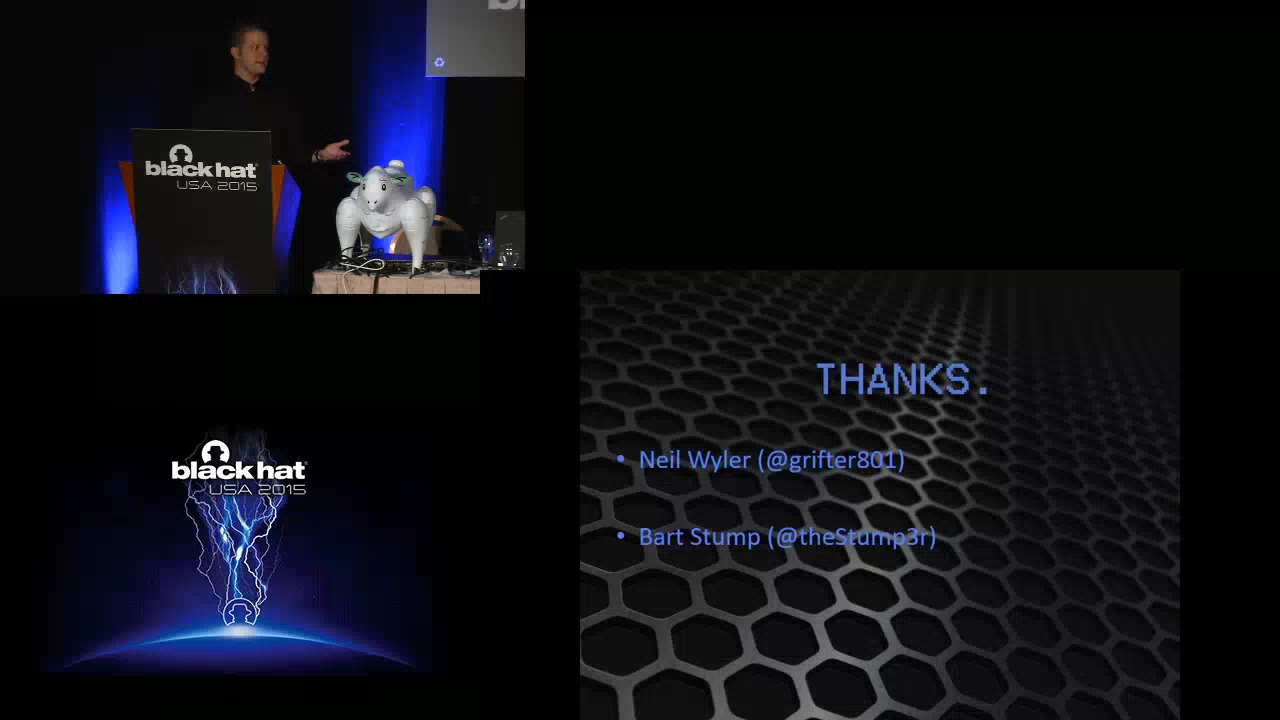 black hat
USA 2015
THANKS.
• Neil Wyler (@grifter801)
• Bart Stump (@theStump3r)
black hat
USA 2015